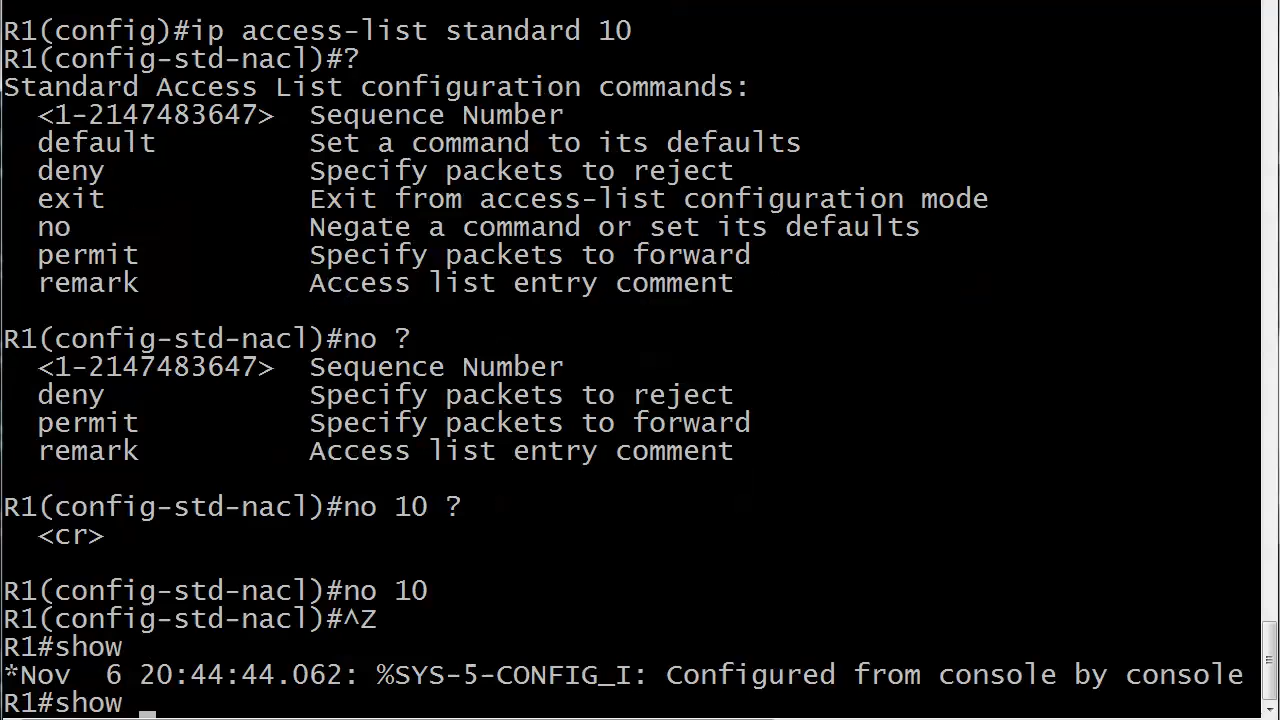 R1(config)#ip access-list standard 10
R1(config-std-nacl)#?
Standard Access List configuration commands:
  <1-2147483647>  Sequence Number
  default         Set a command to its defaults
  deny            Specify packets to reject
  exit            Exit from access-list configuration mode
  no              Negate a command or set its defaults
  permit          Specify packets to forward
  remark          Access list entry comment
R1(config-std-nacl)#no ?
  <1-2147483647>  Sequence Number
  deny            Specify packets to reject
  permit          Specify packets to forward
  remark          Access list entry comment
R1(config-std-nacl)#no 10 ?
  <cr>
R1(config-std-nacl)#no 10
R1(config-std-nacl)#^Z
R1#show
*Nov  6 20:44:44.062: %SYS-5-CONFIG_I: Configured from console by console
R1#show _